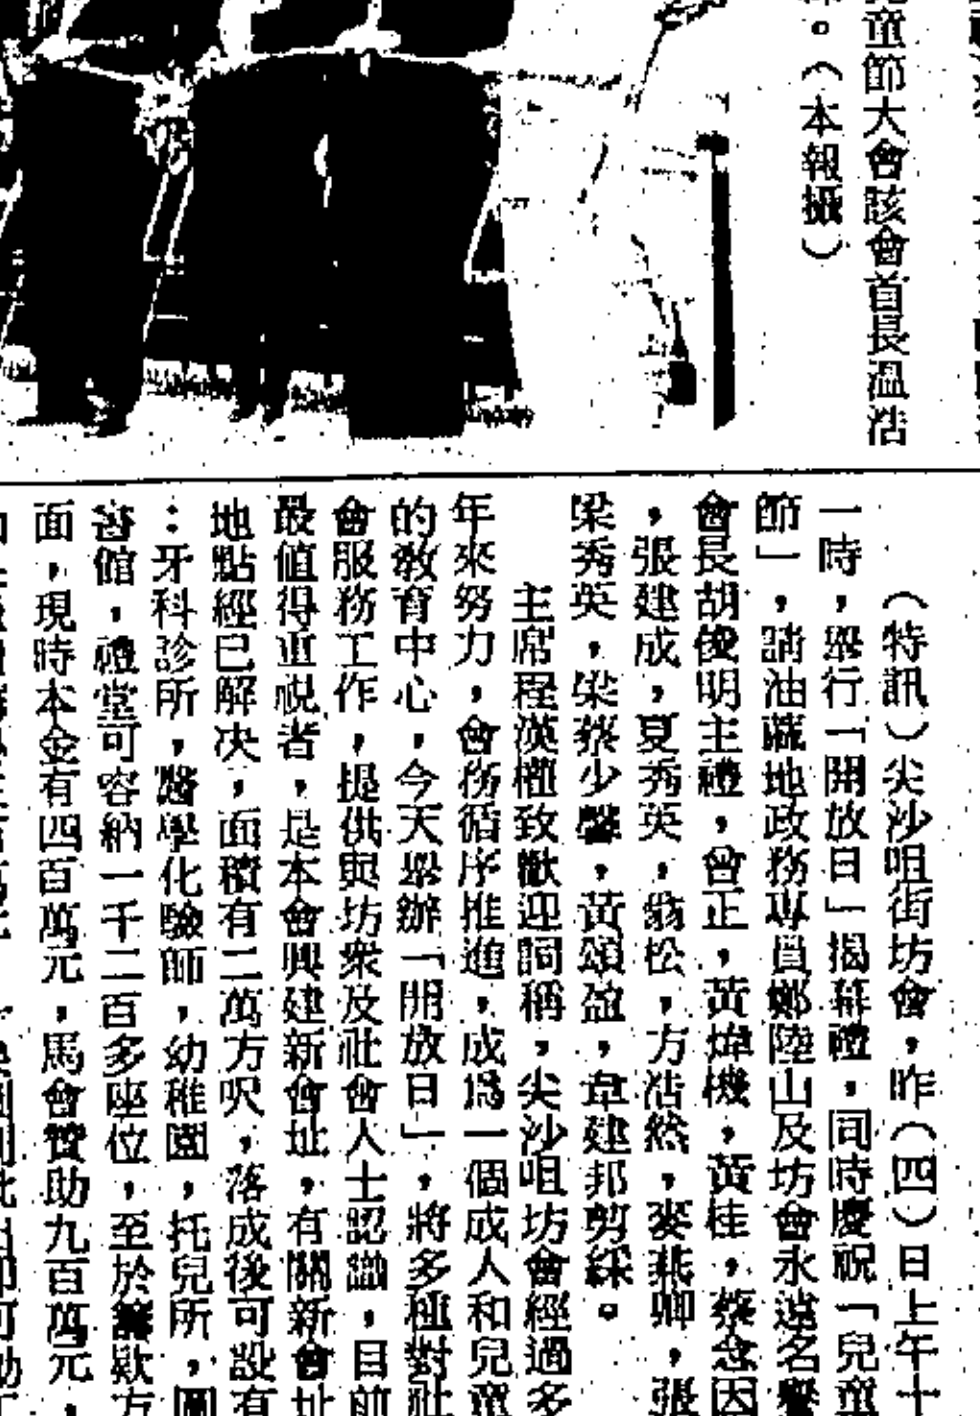 童節大會該會首長温浩
。（本報攝）
（特訊）尖沙咀街坊會，昨（四）日上午十
一時，舉行「開放日」揭幕禮，同時慶祝「兒童
節」，請油蔴地政務專員鄭陸山及坊會永遠名譽
會長胡俊明主禮，曾正，黃煒機，黃桂，蔡念因
，張建成，夏秀英，翁松，方浩然，麥燕卿，張
梁秀英，梁蔡少馨，黃頌盈，韋建邦剪綵。
主席程漢權致歡迎詞稱，尖沙咀坊會經過多
年來努力，會務循序推進，成爲一個成人和兒童
的教育中心，今天舉辦「開放日」，將多種對社
會服務工作，提供與坊衆及社會人士認識，目前
最值得重視者，是本會興建新會址，有關新會址
地點經已解决，面積有二萬方呎，落成後可設有
：牙科診所，醫學化驗師，幼稚園，托兒所，圖
書館，禮堂可容納一千二百多座位，至於籌欵方
面，現時本金有四百萬元，馬會贊助九百萬元，